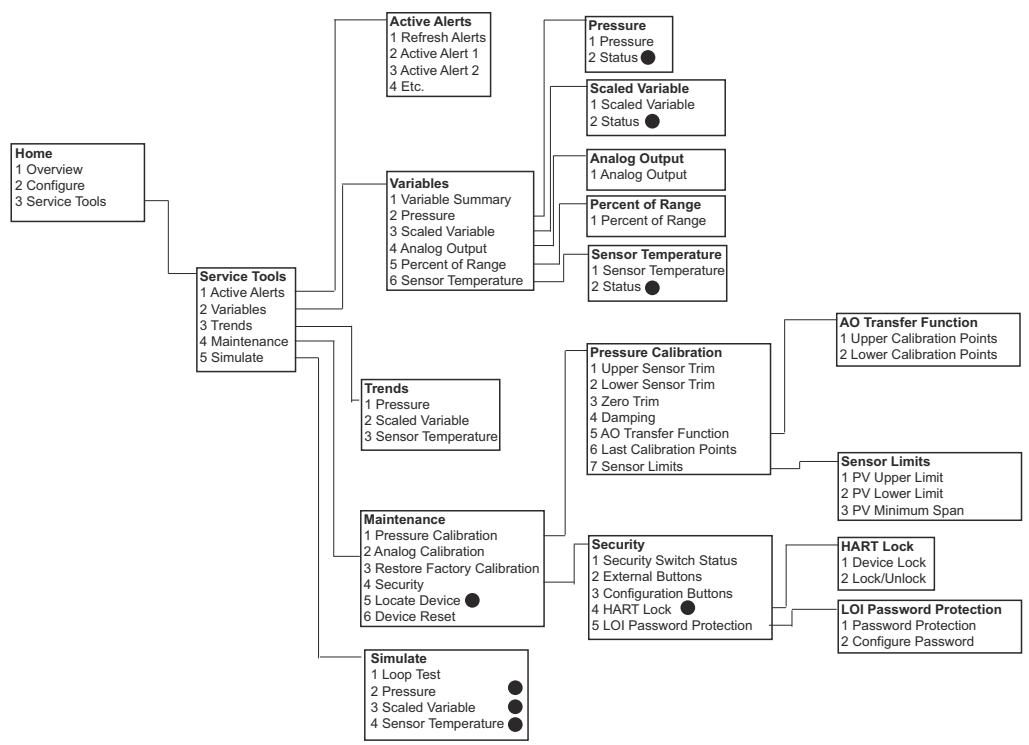 Home
1 Overview
2 Configure
3 Service Tools
Service Tools
1 Active Alerts
2 Variables
3 Trends
4 Maintenance
5 Simulate
Active Alerts
1 Refresh Alerts
2 Active Alert 1
3 Active Alert 2
4 Etc.
Variables
1 Variable Summary
2 Pressure
3 Scaled Variable
4 Analog Output
5 Percent of Range
6 Sensor Temperature
Trends
1 Pressure
2 Scaled Variable
3 Sensor Temperature
Maintenance
1 Pressure Calibration
2 Analog Calibration
3 Restore Factory Calibration
4 Security
5 Locate Device
6 Device Reset
Simulate
1 Loop Test
2 Pressure
3 Scaled Variable
4 Sensor Temperature
Pressure
1 Pressure
2 Status
Scaled Variable
1 Scaled Variable
2 Status
Analog Output
1 Analog Output
Percent of Range
1 Percent of Range
Sensor Temperature
1 Sensor Temperature
2 Status
Pressure Calibration
1 Upper Sensor Trim
2 Lower Sensor Trim
3 Zero Trim
4 Damping
5 AO Transfer Function
6 Last Calibration Points
7 Sensor Limits
Security
1 Security Switch Status
2 External Buttons
3 Configuration Buttons
4 HART Lock
5 LOI Password Protection
AO Transfer Function
1 Upper Calibration Points
2 Lower Calibration Points
Sensor Limits
1 PV Upper Limit
2 PV Lower Limit
3 PV Minimum Span
HART Lock
1 Device Lock
2 Lock/Unlock
LOI Password Protection
1 Password Protection
2 Configure Password